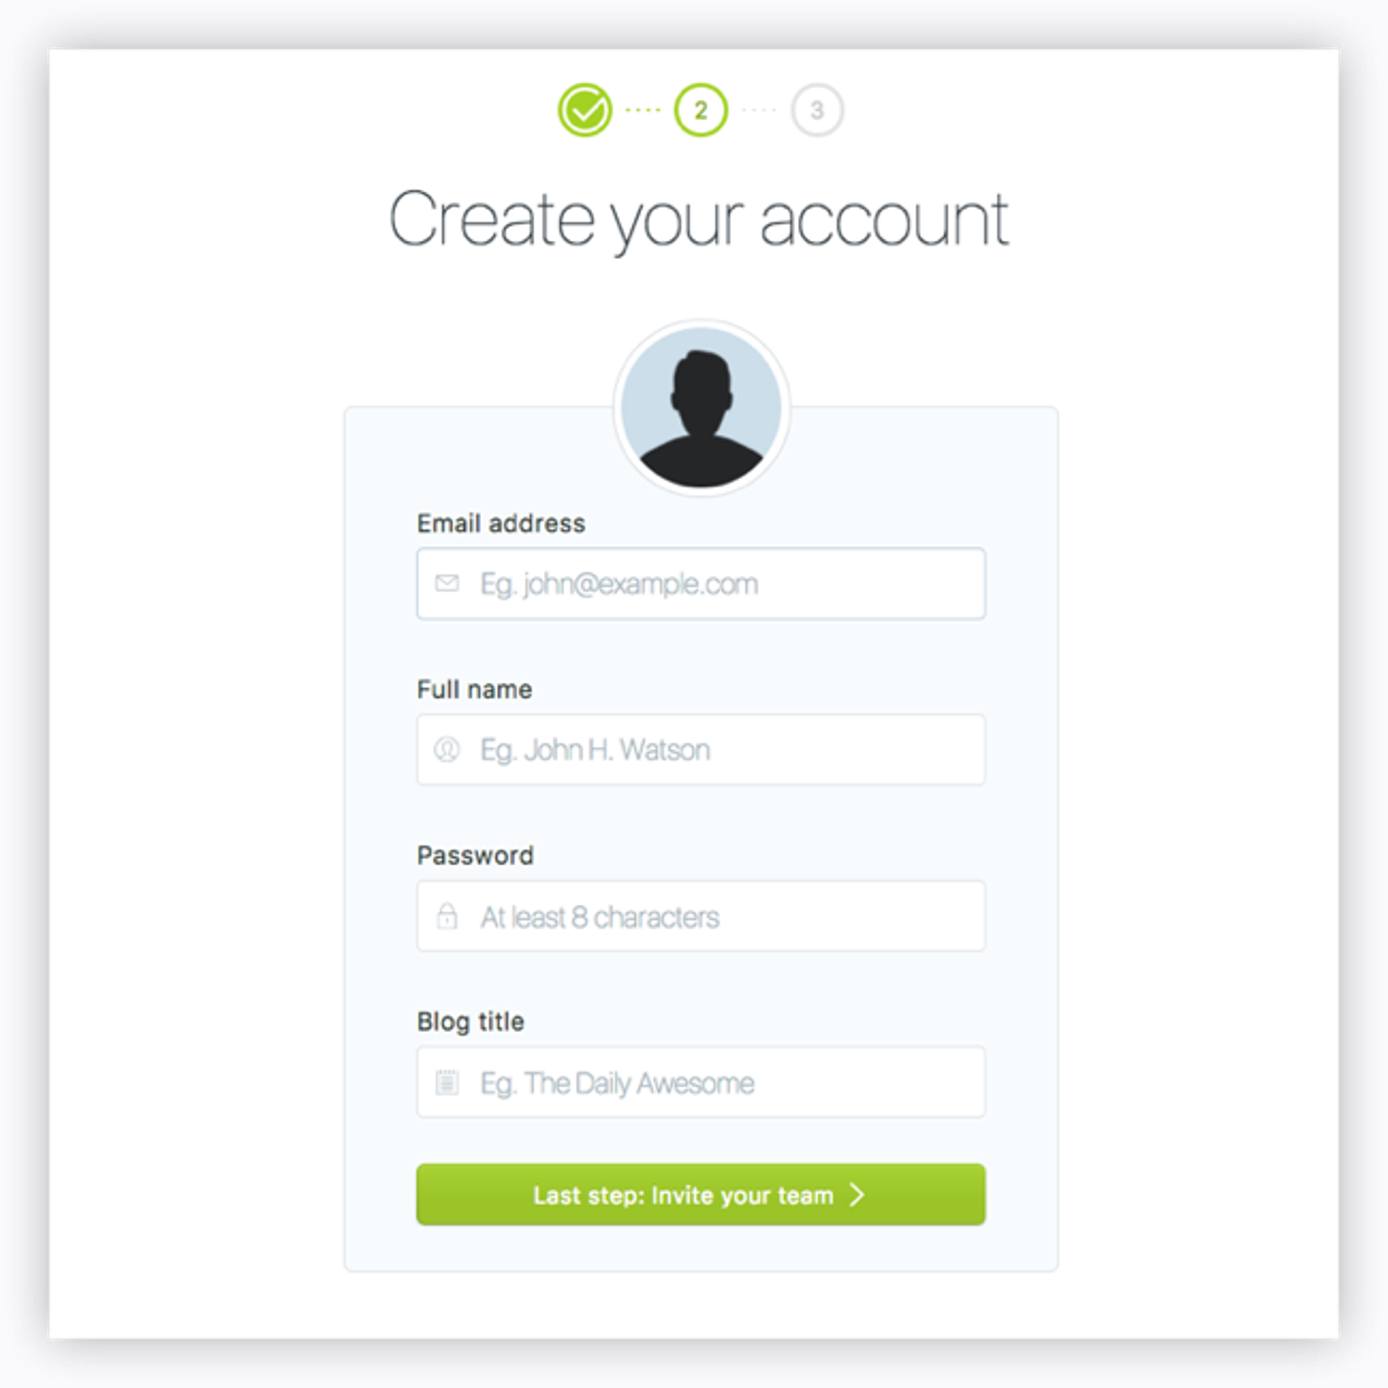 2 3
Create your account
Email address
Eg. john@example.com
Full name
Eg. John H. Watson
Password
At least 8 characters
Blog title
Eg. The Daily Awesome
Last step: Invite your team